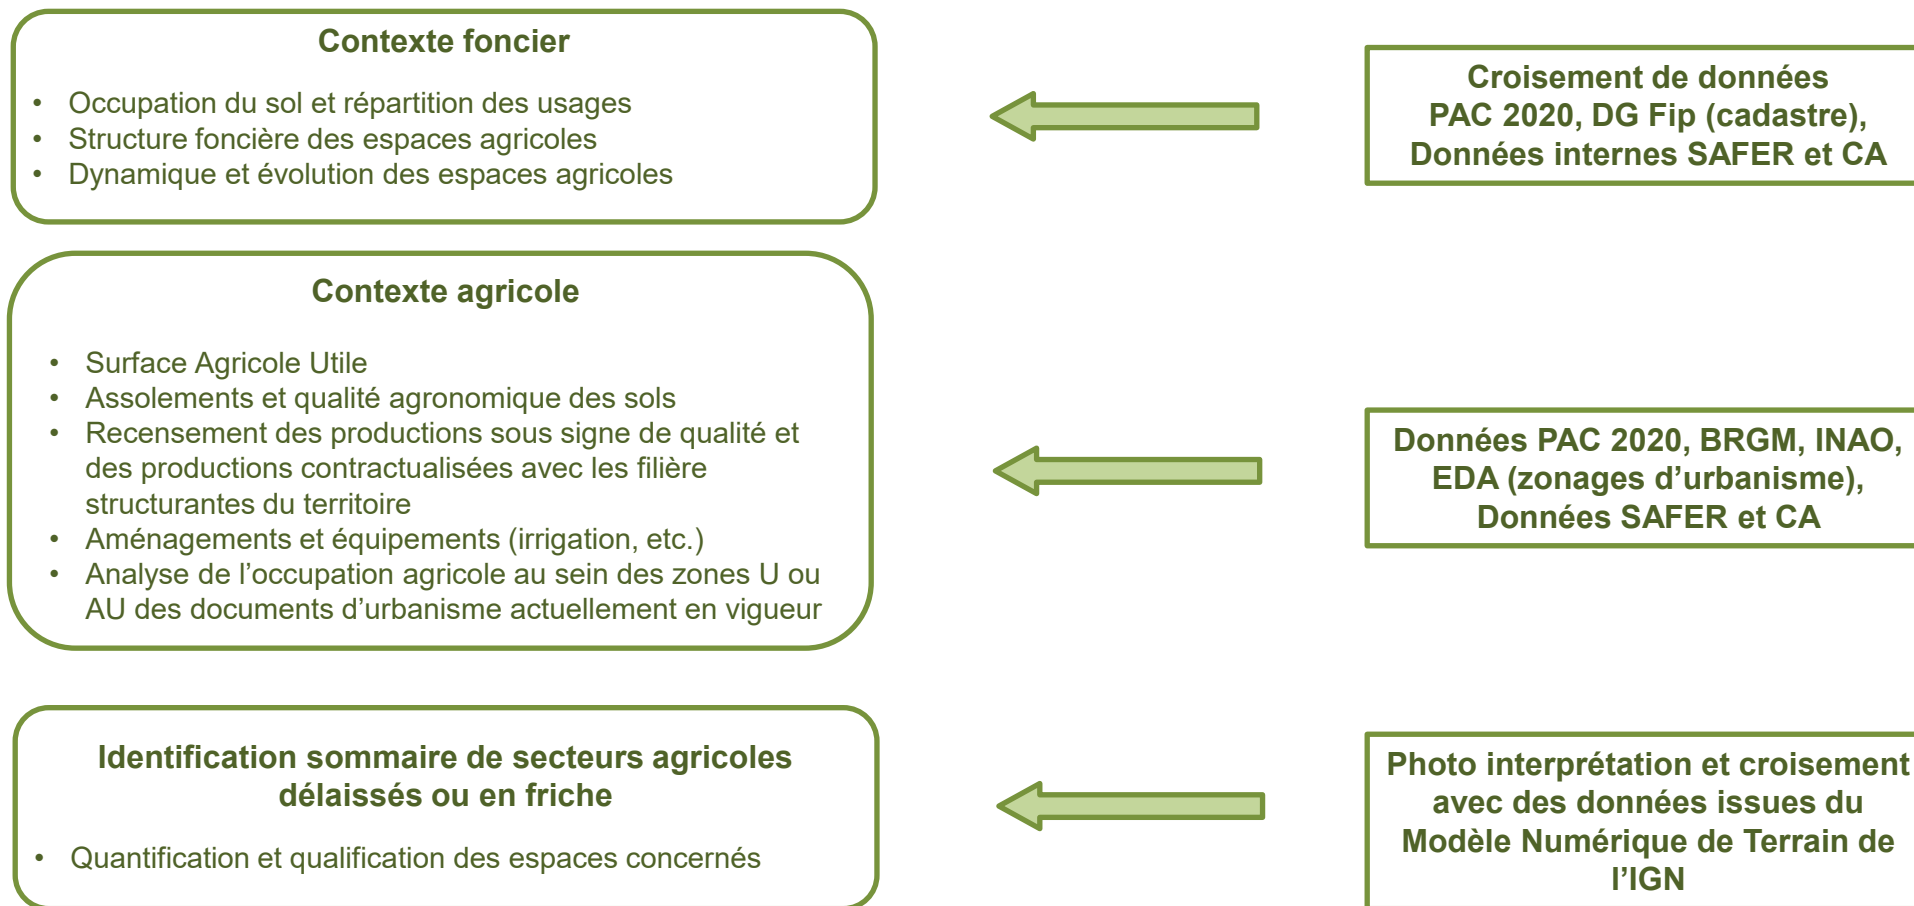 Contexte foncier
• Occupation du sol et répartition des usages
• Structure foncière des espaces agricoles
• Dynamique et évolution des espaces agricoles
Croisement de données
PAC 2020, DG Fip (cadastre),
Données internes SAFER et CA
Contexte agricole
• Surface Agricole Utile
• Assolements et qualité agronomique des sols
• Recensement des productions sous signe de qualité et
des productions contractualisées avec les filière
structurantes du territoire
• Aménagements et équipements (irrigation, etc.)
• Analyse de l’occupation agricole au sein des zones U ou
AU des documents d’urbanisme actuellement en vigueur
Données PAC 2020, BRGM, INAO,
EDA (zonages d’urbanisme),
Données SAFER et CA
Identification sommaire de secteurs agricoles
délaissés ou en friche
• Quantification et qualification des espaces concernés
Photo interprétation et croisement
avec des données issues du
Modèle Numérique de Terrain de
l’IGN